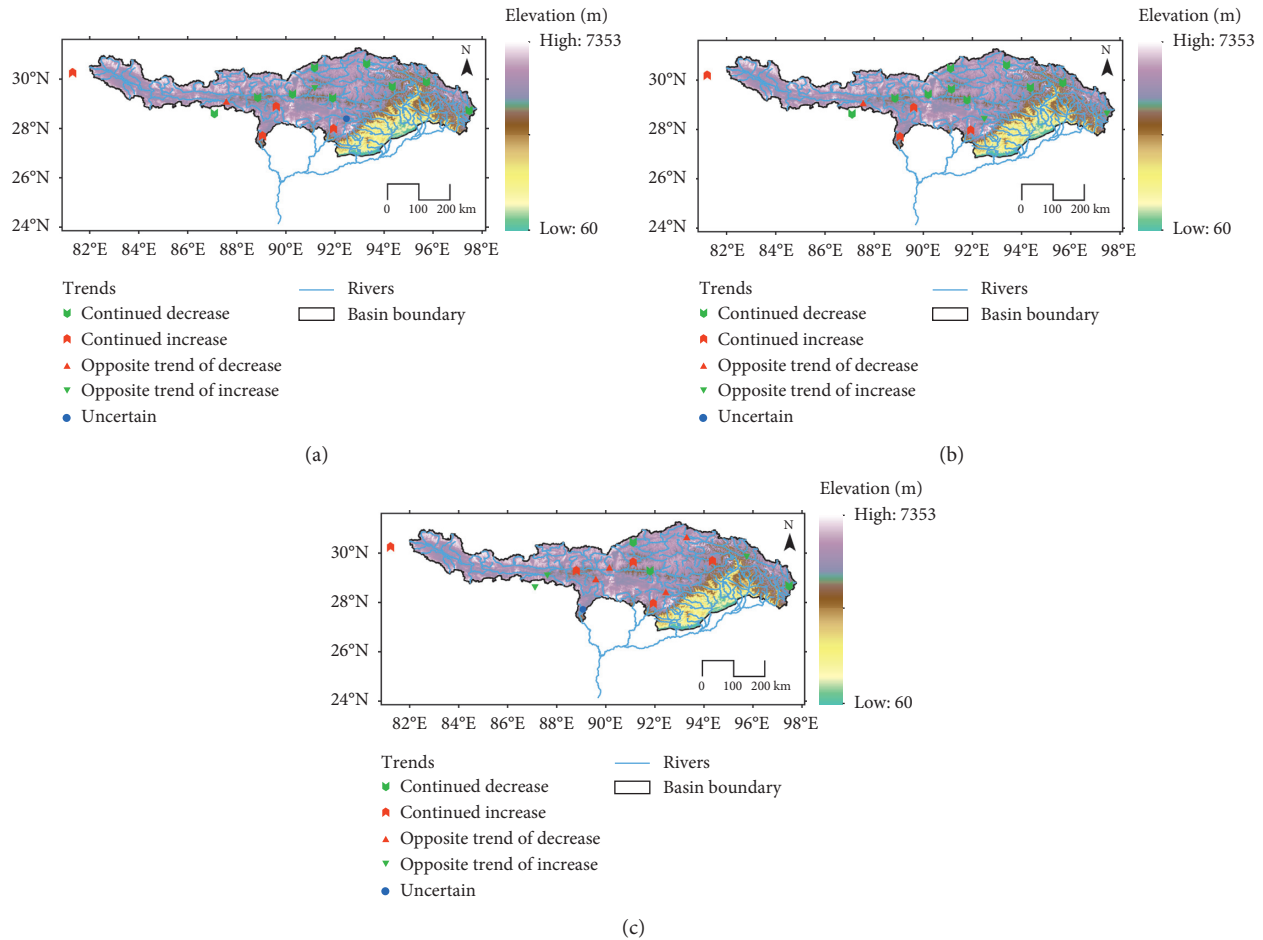 Elevation (m)
High: 7353
Low: 60
N
30°N
28°N
26°N
24°N
0 100 200 km
82°E 84°E 86°E 88°E 90°E 92°E 94°E 96°E 98°E
Trends
Continued decrease
Continued increase
Opposite trend of decrease
Opposite trend of increase
Uncertain
Rivers
Basin boundary
(a)
Elevation (m)
High: 7353
Low: 60
N
30°N
28°N
26°N
24°N
0 100 200 km
82°E 84°E 86°E 88°E 90°E 92°E 94°E 96°E 98°E
Trends
Continued decrease
Continued increase
Opposite trend of decrease
Opposite trend of increase
Uncertain
Rivers
Basin boundary
(b)
Elevation (m)
High: 7353
Low: 60
N
30°N
28°N
26°N
24°N
0 100 200 km
82°E 84°E 86°E 88°E 90°E 92°E 94°E 96°E 98°E
Trends
Continued decrease
Continued increase
Opposite trend of decrease
Opposite trend of increase
Uncertain
Rivers
Basin boundary
(c)